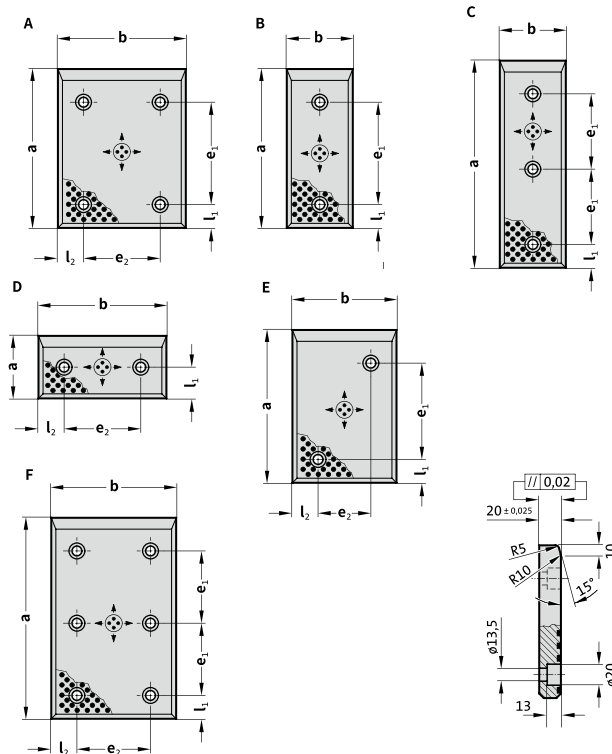 A
b
a
e₁
l₁
l₂
e₂
B
b
a
e₁
l₁
C
b
a
e₁
e₁
l₁
D
b
a
l₁
l₂
e₂
E
b
a
e₁
l₁
l₂
e₂
F
b
a
e₁
e₁
l₁
l₂
e₂
// 0,02
20 ± 0,025
R5
R10
10
15°
ø13,5
ø20
13